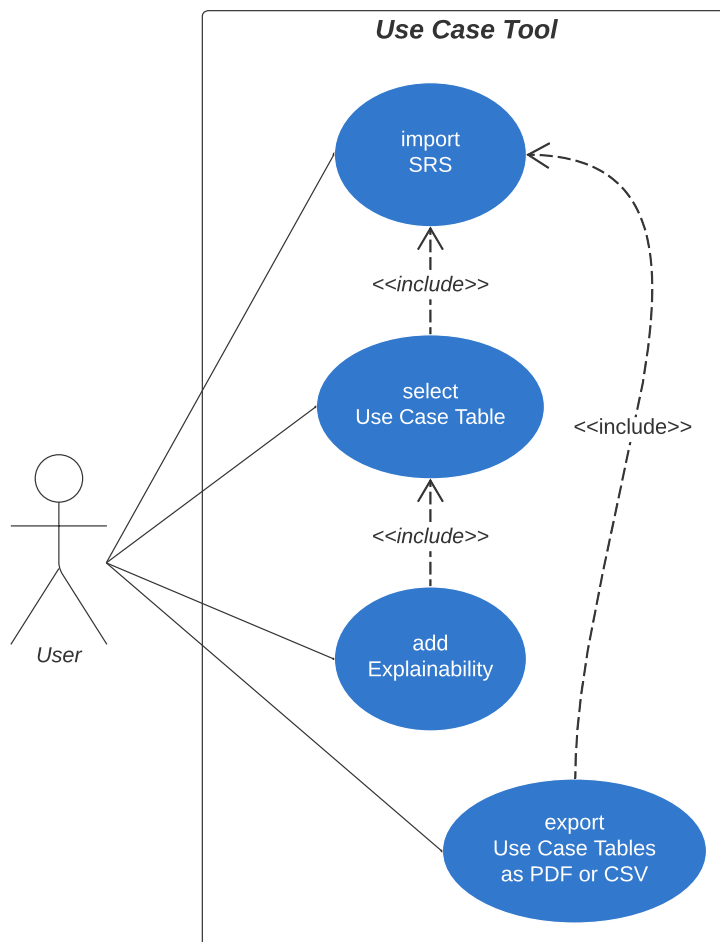 Use Case Tool
import
SRS
<<include>>
select
Use Case Table
<<include>>
<<include>>
add
Explainability
User
export
Use Case Tables
as PDF or CSV